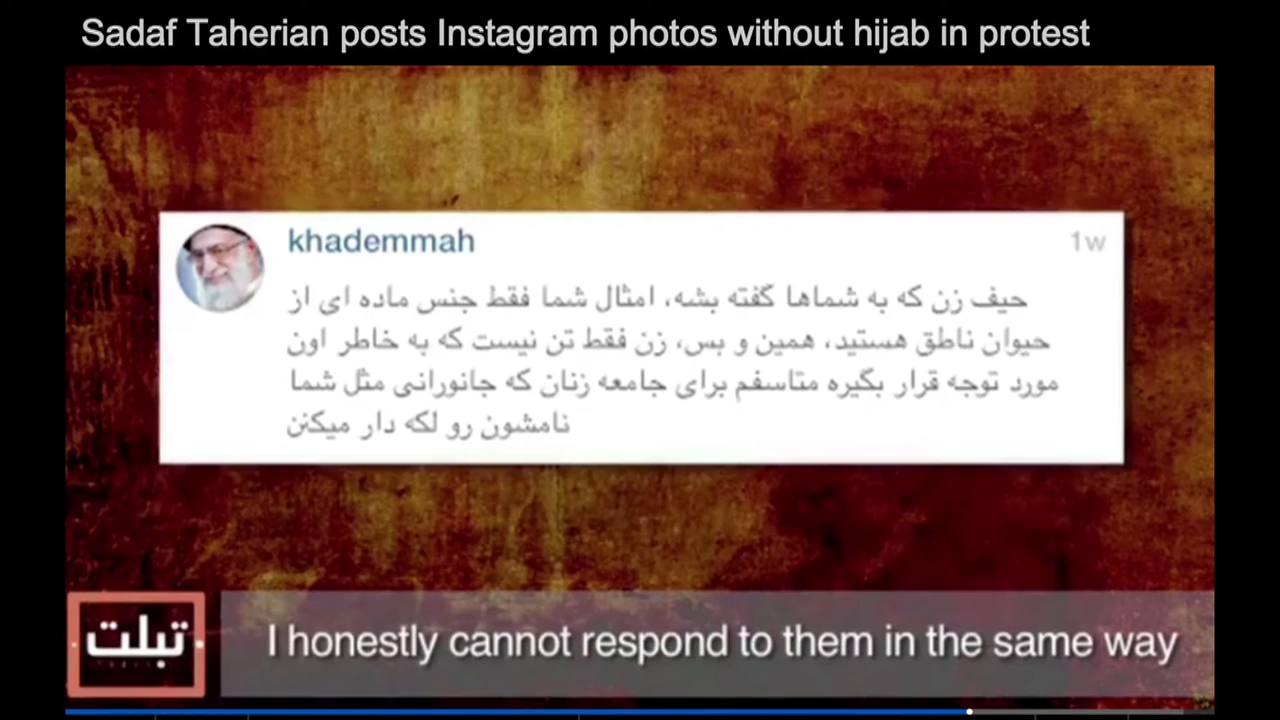 Sadaf Taherian posts Instagram photos without hijab in protest
khademmah
1w
حیف زن که به شماها گفته بشه، امثال شما فقط جنس ماده ای از
حیوان ناطق هستید، همین و بس، زن فقط تن نیست که به خاطر اون
مورد توجه قرار بگیره متاسفم برای جامعه زنان که جانورانی مثل شما
نامشون رو لکه دار میکنن
تبلت
I honestly cannot respond to them in the same way